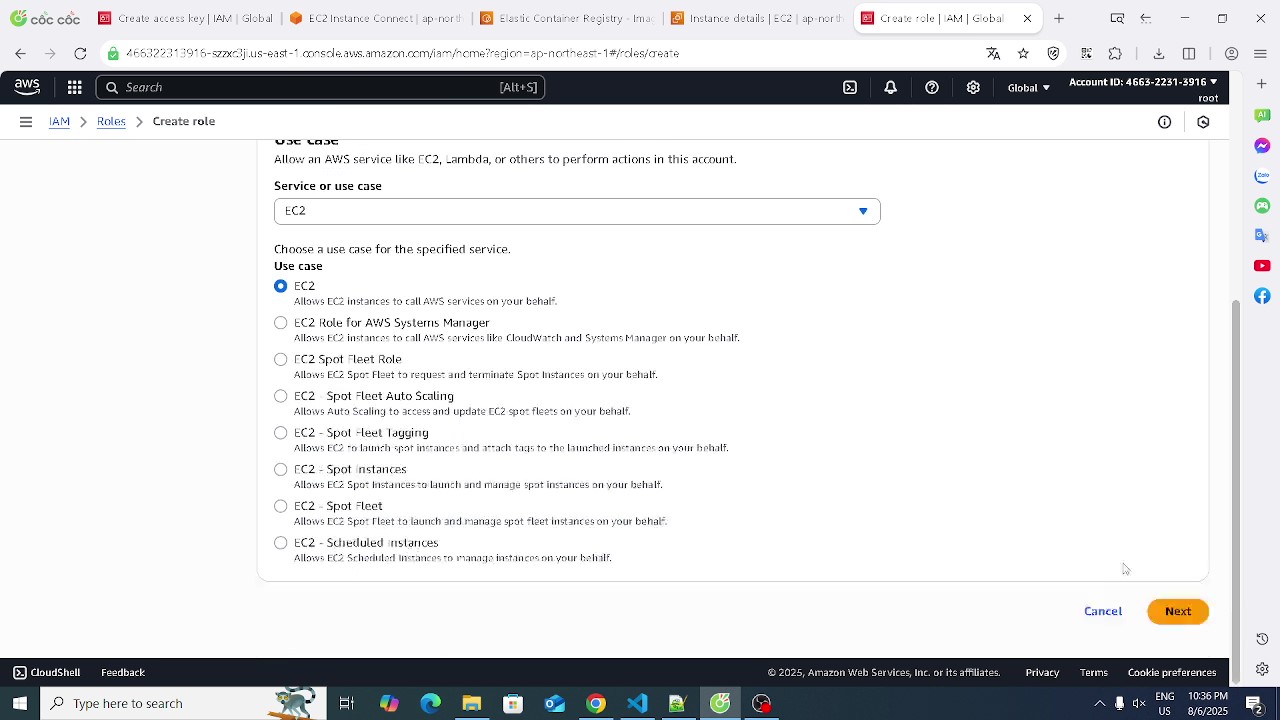 cốc cốc
Create access key | IAM | Global
EC2 Instance Connect | ap-nor
Elastic Container Registry - Imag
Instance details | EC2 | ap-north
Create role | IAM | Global
466322313916-szzxc3ji.us-east-1.console.aws.amazon.com/iam/home?region=ap-northeast-1#/roles/create
aws
Search
[Alt+S]
Global
Account ID: 4663-2231-3916
root
IAM
Roles
Create role
Use case
Allow an AWS service like EC2, Lambda, or others to perform actions in this account.
Service or use case
EC2
Choose a use case for the specified service.
Use case
EC2
Allows EC2 instances to call AWS services on your behalf.
EC2 Role for AWS Systems Manager
Allows EC2 instances to call AWS services like CloudWatch and Systems Manager on your behalf.
EC2 Spot Fleet Role
Allows EC2 Spot Fleet to request and terminate Spot Instances on your behalf.
EC2 - Spot Fleet Auto Scaling
Allows Auto Scaling to access and update EC2 spot fleets on your behalf.
EC2 - Spot Fleet Tagging
Allows EC2 to launch spot instances and attach tags to the launched instances on your behalf.
EC2 - Spot Instances
Allows EC2 Spot Instances to launch and manage spot instances on your behalf.
EC2 - Spot Fleet
Allows EC2 Spot Fleet to launch and manage spot fleet instances on your behalf.
EC2 - Scheduled Instances
Allows EC2 Scheduled Instances to manage instances on your behalf.
Cancel
Next
CloudShell
Feedback
© 2025, Amazon Web Services, Inc. or its affiliates.
Privacy
Terms
Cookie preferences
Type here to search
ENG
US
10:36 PM
8/6/2025
2
AI
Zalo